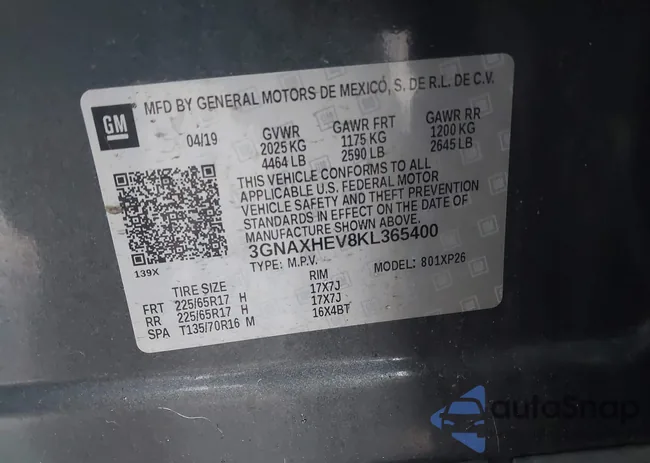 GM
MFD BY GENERAL MOTORS DE MEXICO, S. DE R.L. DE C.V.
04/19 GVWR GAWR FRT GAWR RR
2025 KG 1175 KG 1200 KG
4464 LB 2590 LB 2645 LB
THIS VEHICLE CONFORMS TO ALL
APPLICABLE U.S. FEDERAL MOTOR
VEHICLE SAFETY AND THEFT PREVENTION
STANDARDS IN EFFECT ON THE DATE OF
MANUFACTURE SHOWN ABOVE.
3GNAXHEV8KL365400
TYPE: M.P.V. MODEL: 801XP26
139X
TIRE SIZE RIM
FRT 225/65R17 H 17X7J
RR 225/65R17 H 17X7J
SPA T135/70R16 M 16X4BT
autoSnap